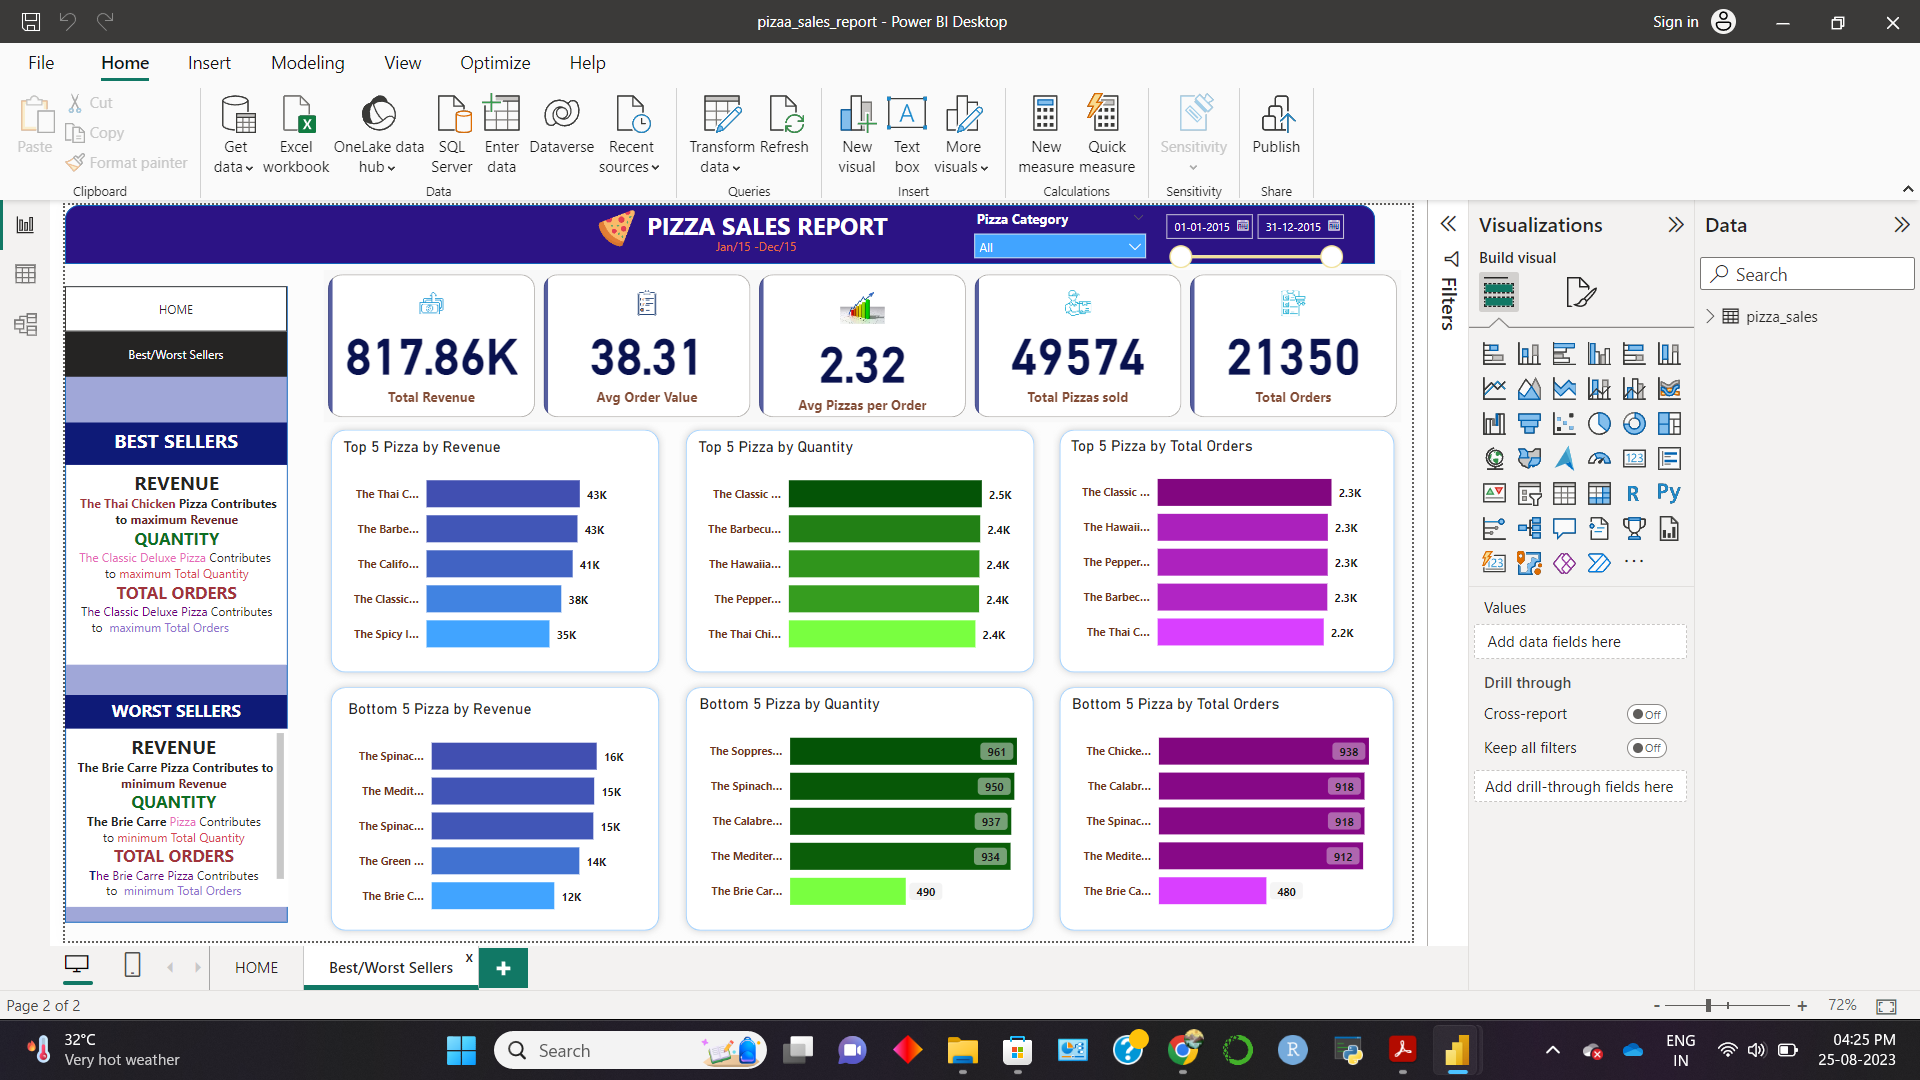 pizaa_sales_report - Power BI Desktop
Sign in
File Home Insert Modeling View Optimize Help
Paste
Cut
Copy
Format painter
Clipboard
Get data
Excel workbook
OneLake data hub
SQL Server
Enter data
Dataverse
Recent sources
Data
Transform data
Refresh
Queries
New visual
Text box
More visuals
Insert
New measure
Quick measure
Calculations
Sensitivity
Sensitivity
Publish
Share
PIZZA SALES REPORT
Jan/15 -Dec/15
Pizza Category
All
01-01-2015
31-12-2015
HOME
Best/Worst Sellers
BEST SELLERS
REVENUE
The Thai Chicken Pizza Contributes
to maximum Revenue
QUANTITY
The Classic Deluxe Pizza Contributes
to maximum Total Quantity
TOTAL ORDERS
The Classic Deluxe Pizza Contributes
to maximum Total Orders
WORST SELLERS
REVENUE
The Brie Carre Pizza Contributes to
minimum Revenue
QUANTITY
The Brie Carre Pizza Contributes
to minimum Total Quantity
TOTAL ORDERS
The Brie Carre Pizza Contributes
to minimum Total Orders
817.86K
Total Revenue
38.31
Avg Order Value
2.32
Avg Pizzas per Order
49574
Total Pizzas sold
21350
Total Orders
Top 5 Pizza by Revenue
The Thai C... 43K
The Barbe... 43K
The Califo... 41K
The Classic... 38K
The Spicy I... 35K
Top 5 Pizza by Quantity
The Classic ... 2.5K
The Barbecu... 2.4K
The Hawaiia... 2.4K
The Pepper... 2.4K
The Thai Chi... 2.4K
Top 5 Pizza by Total Orders
The Classic ... 2.3K
The Hawaii... 2.3K
The Pepper... 2.3K
The Barbec... 2.3K
The Thai C... 2.2K
Bottom 5 Pizza by Revenue
The Spinac... 16K
The Medit... 15K
The Spinac... 15K
The Green ... 14K
The Brie C... 12K
Bottom 5 Pizza by Quantity
The Soppres... 961
The Spinach... 950
The Calabre... 937
The Mediter... 934
The Brie Car... 490
Bottom 5 Pizza by Total Orders
The Chicke... 938
The Calabr... 918
The Spinac... 918
The Medite... 912
The Brie Ca... 480
Filters
Visualizations
Build visual
123
R
Py
123
Values
Add data fields here
Drill through
Cross-report
Off
Keep all filters
Off
Add drill-through fields here
Data
Search
pizza_sales
HOME
Best/Worst Sellers
x
Page 2 of 2
- + 72%
32°C
Very hot weather
Search
R
ENG
IN
04:25 PM
25-08-2023